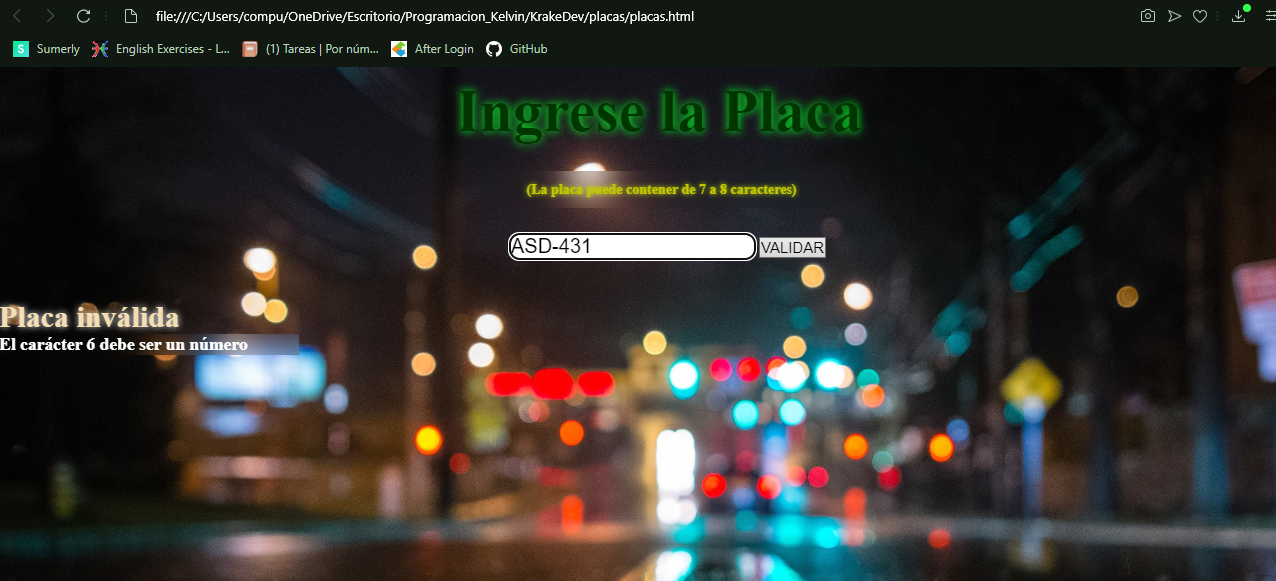 file:///C:/Users/compu/OneDrive/Escritorio/Programacion_Kelvin/KrakeDev/placas/placas.html
S Sumerly English Exercises - L... (1) Tareas | Por núm... After Login GitHub
Ingrese la Placa
(La placa puede contener de 7 a 8 caracteres)
ASD-431 VALIDAR
Placa inválida
El carácter 6 debe ser un número